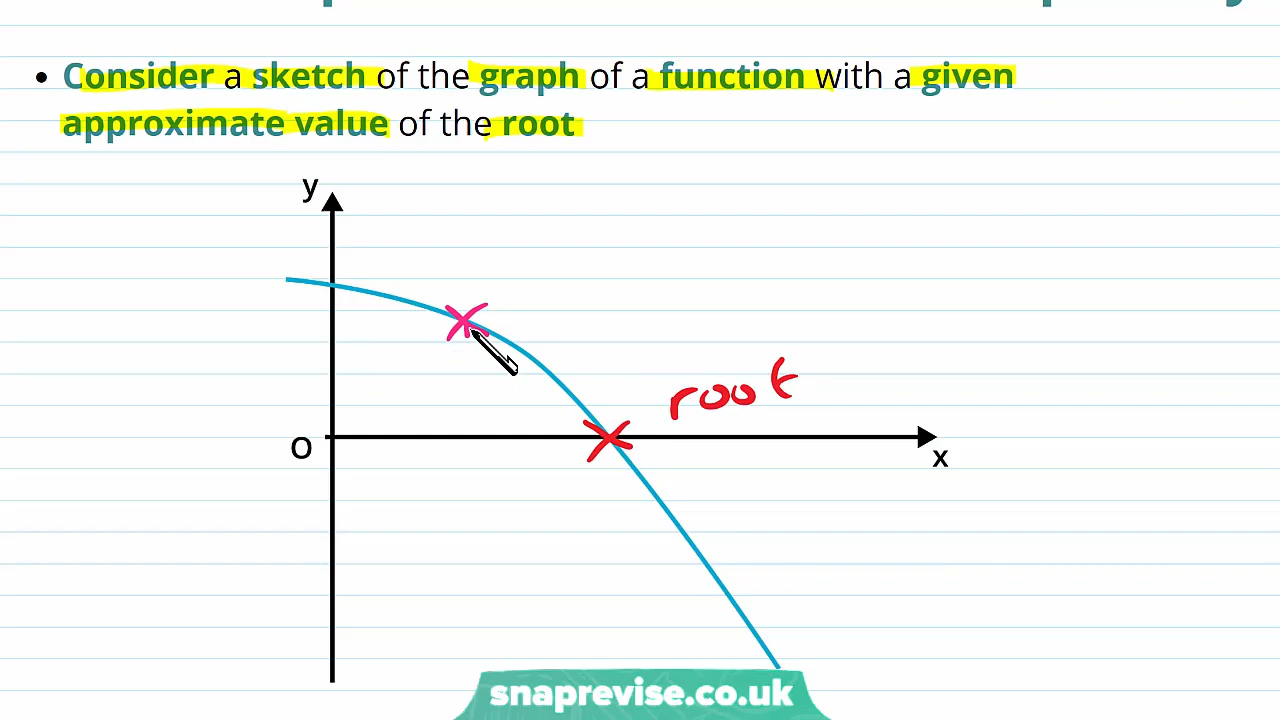 • Consider a sketch of the graph of a function with a given
approximate value of the root
y
root
O
x
snaprevise.co.uk